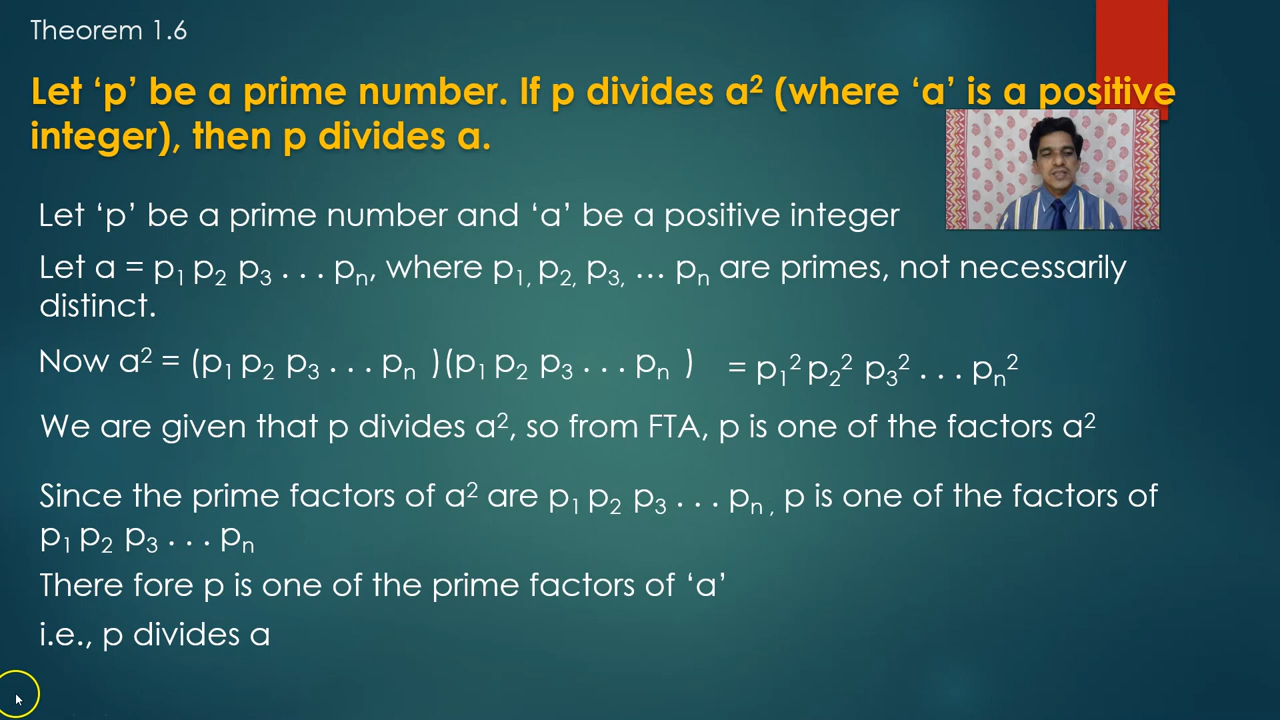 Theorem 1.6
Let ‘p’ be a prime number. If p divides a² (where ‘a’ is a positive
integer), then p divides a.
Let ‘p’ be a prime number and ‘a’ be a positive integer
Let a = p₁ p₂ p₃ . . . pₙ, where p₁, p₂, p₃, … pₙ are primes, not necessarily
distinct.
Now a² = (p₁ p₂ p₃ . . . pₙ )(p₁ p₂ p₃ . . . pₙ ) = p₁² p₂² p₃² . . . pₙ²
We are given that p divides a², so from FTA, p is one of the factors a²
Since the prime factors of a² are p₁ p₂ p₃ . . . pₙ , p is one of the factors of
p₁ p₂ p₃ . . . pₙ
There fore p is one of the prime factors of ‘a’
i.e., p divides a